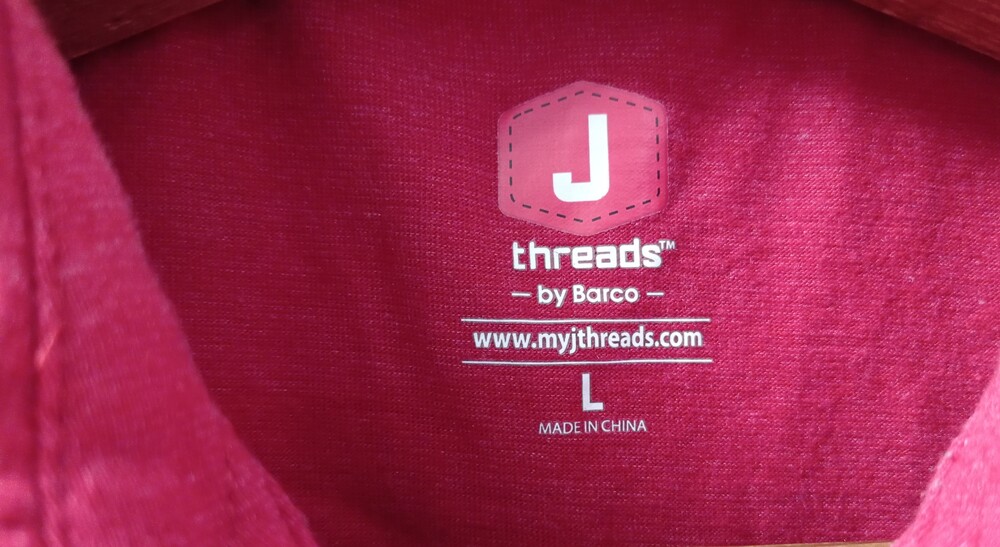 J
threads™
— by Barco —
www.myjthreads.com
L
MADE IN CHINA